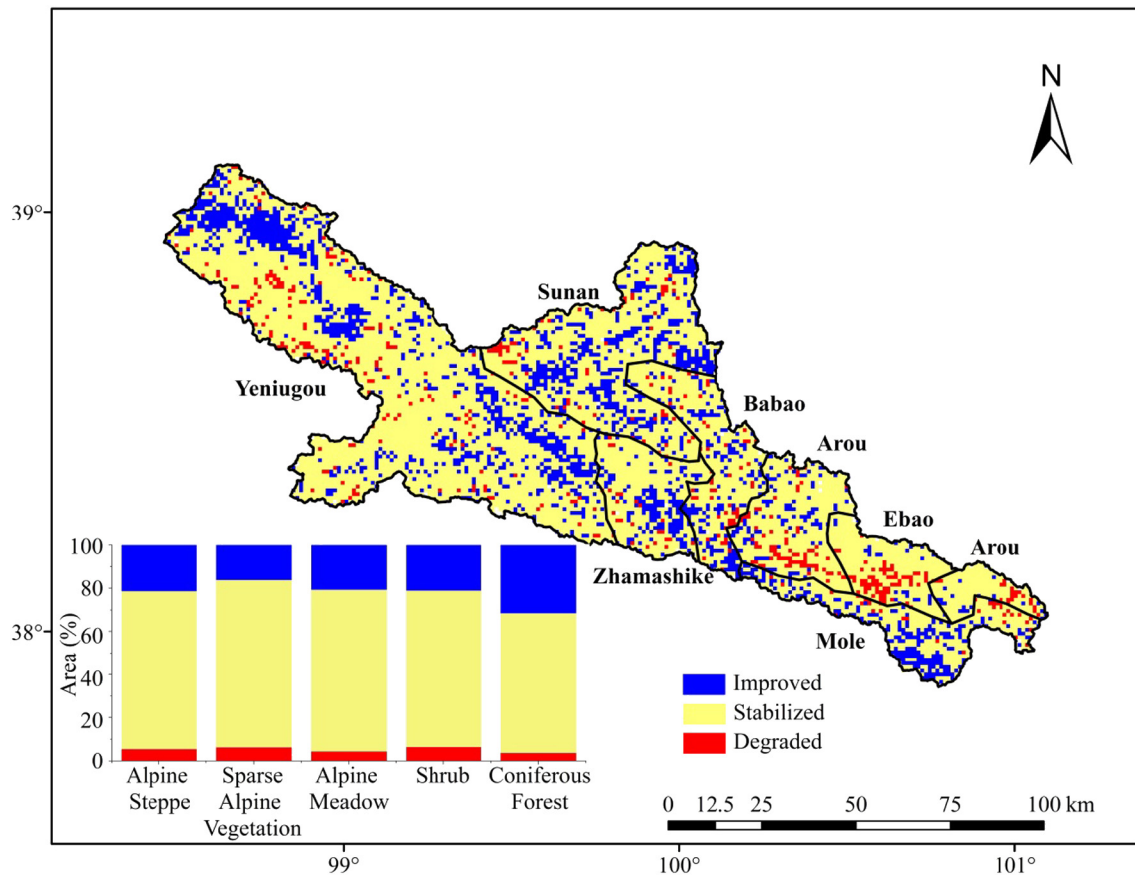 N
39°
Sunan
Yeniugou
Babao
Arou
Ebao
Arou
Zhamashike
Mole
38°
Area (%)
100
80
60
40
20
0
Alpine
Steppe
Sparse
Alpine
Vegetation
Alpine
Meadow
Shrub
Coniferous
Forest
Improved
Stabilized
Degraded
0 12.5 25 50 75 100 km
99° 100° 101°